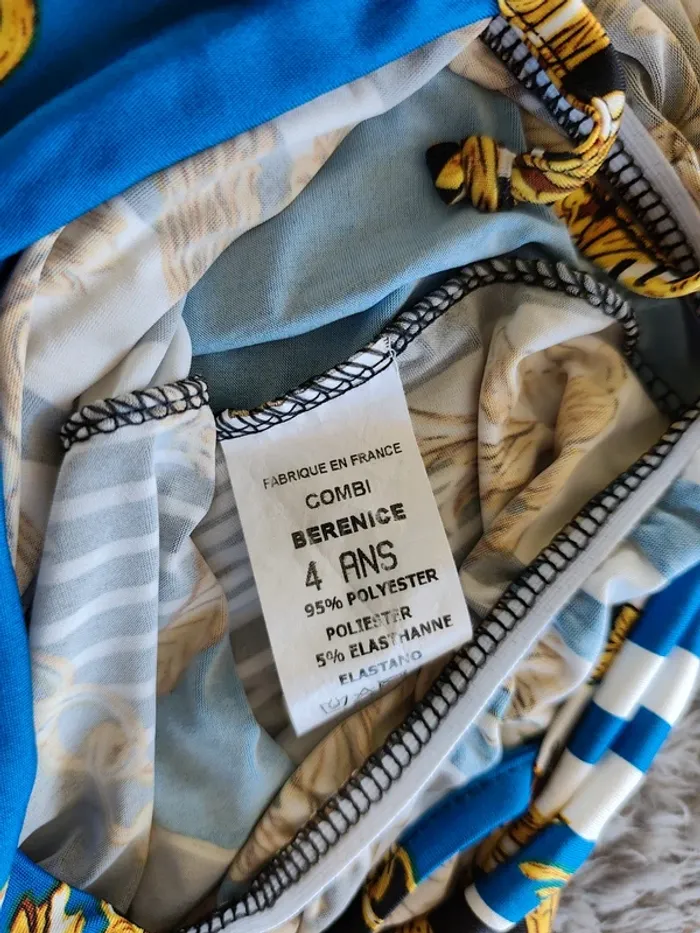 FABRIQUE EN FRANCE
COMBI
BERENICE
4 ANS
95% POLYESTER
POLIESTER
5% ELASTHANNE
ELASTANO